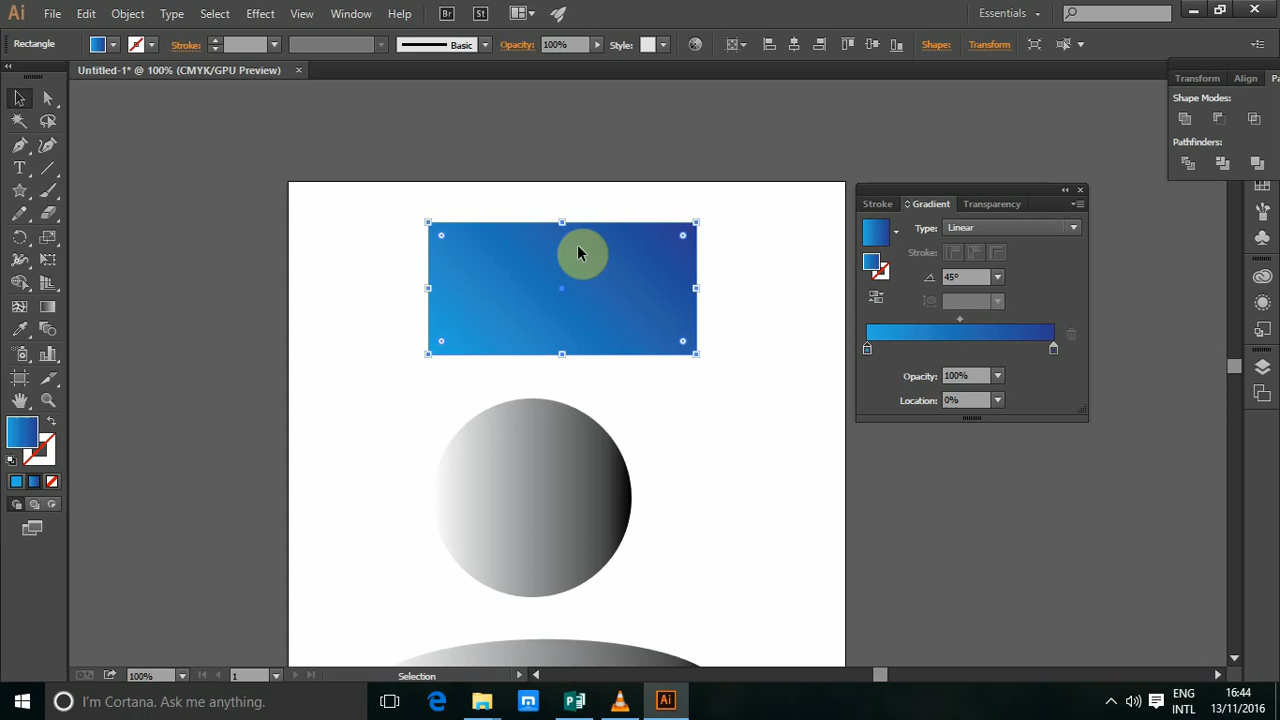 Ai File Edit Object Type Select Effect View Window Help Br St Essentials
Rectangle Stroke: Basic Opacity: 100% Style: Shape: Transform
Untitled-1* @ 100% (CMYK/GPU Preview)
Transform Align Pa
Shape Modes:
Pathfinders:
Stroke Gradient Transparency
Type: Linear
Stroke:
45°
Opacity: 100%
Location: 0%
100% 1 Selection
I'm Cortana. Ask me anything.
ENG
INTL
16:44
13/11/2016